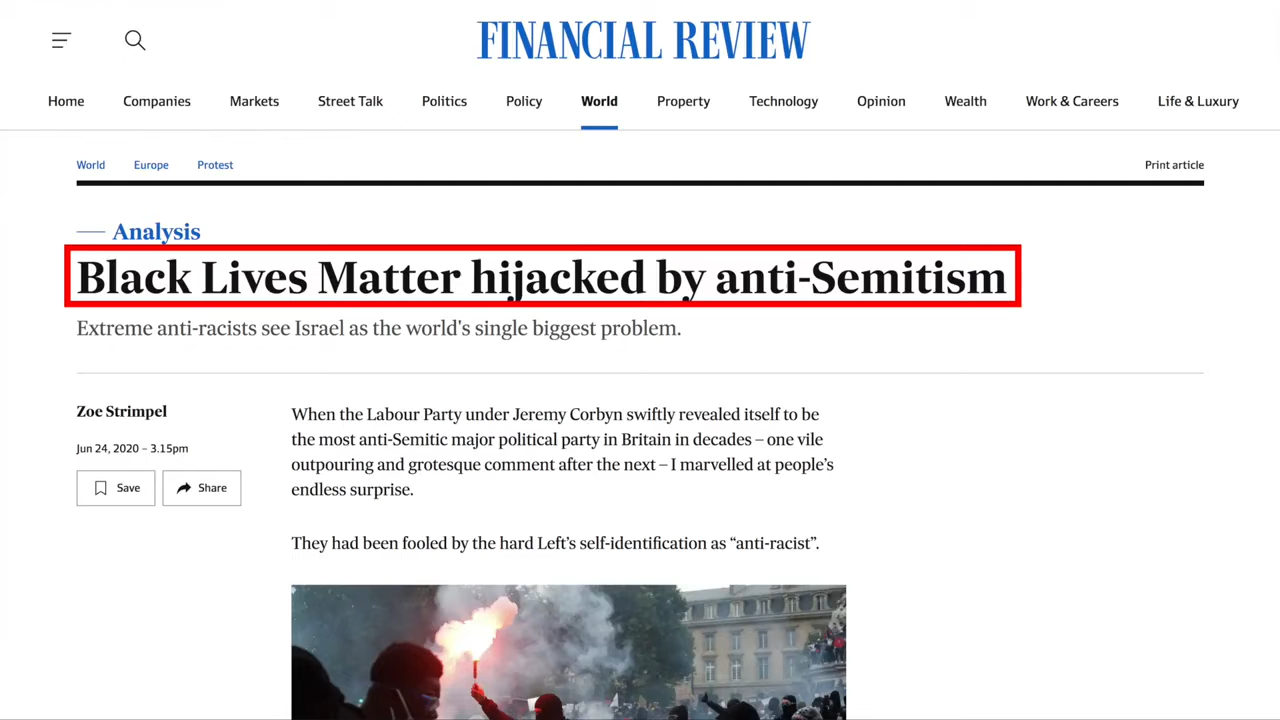 FINANCIAL REVIEW
Home Companies Markets Street Talk Politics Policy World Property Technology Opinion Wealth Work & Careers Life & Luxury
World Europe Protest Print article
Analysis
Black Lives Matter hijacked by anti-Semitism
Extreme anti-racists see Israel as the world's single biggest problem.
Zoe Strimpel
Jun 24, 2020 – 3.15pm
Save Share
When the Labour Party under Jeremy Corbyn swiftly revealed itself to be
the most anti-Semitic major political party in Britain in decades – one vile
outpouring and grotesque comment after the next – I marvelled at people’s
endless surprise.
They had been fooled by the hard Left’s self-identification as “anti-racist”.